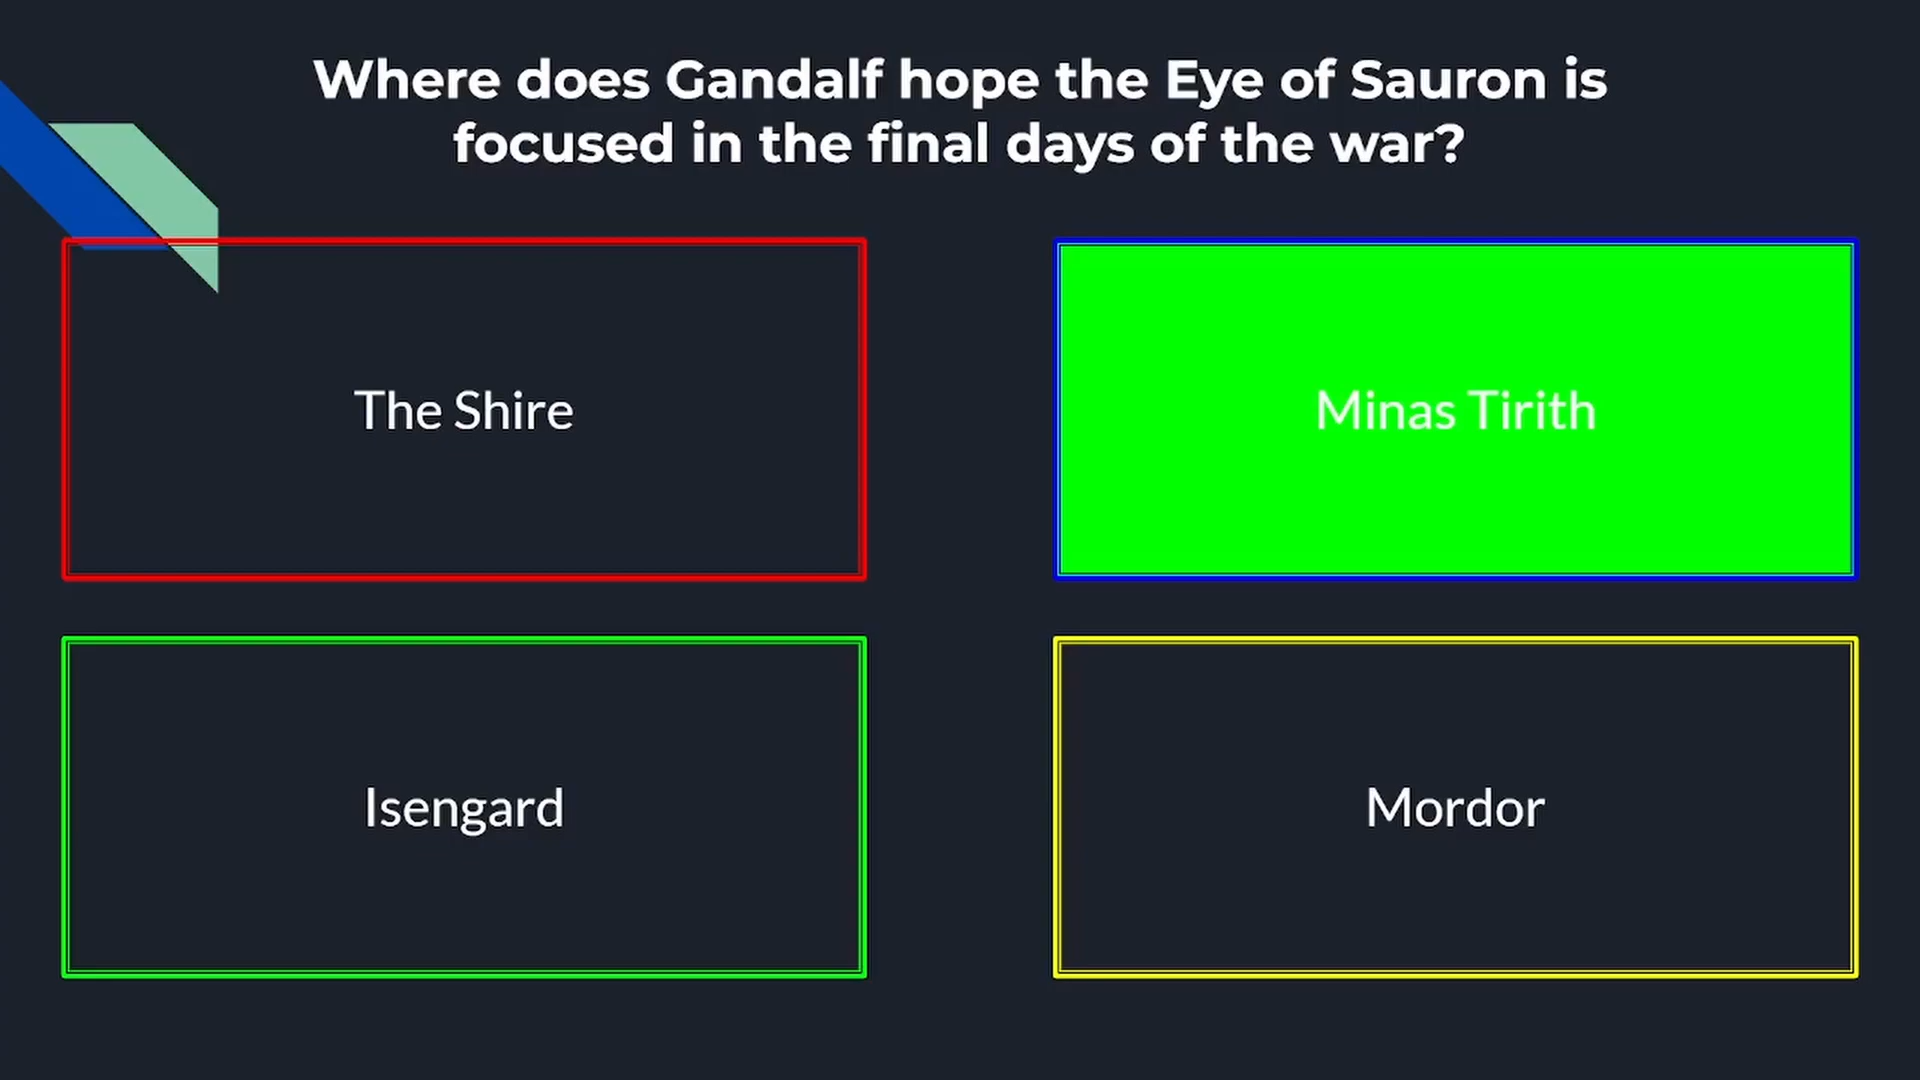 Where does Gandalf hope the Eye of Sauron is
focused in the final days of the war?
The Shire
Minas Tirith
Isengard
Mordor